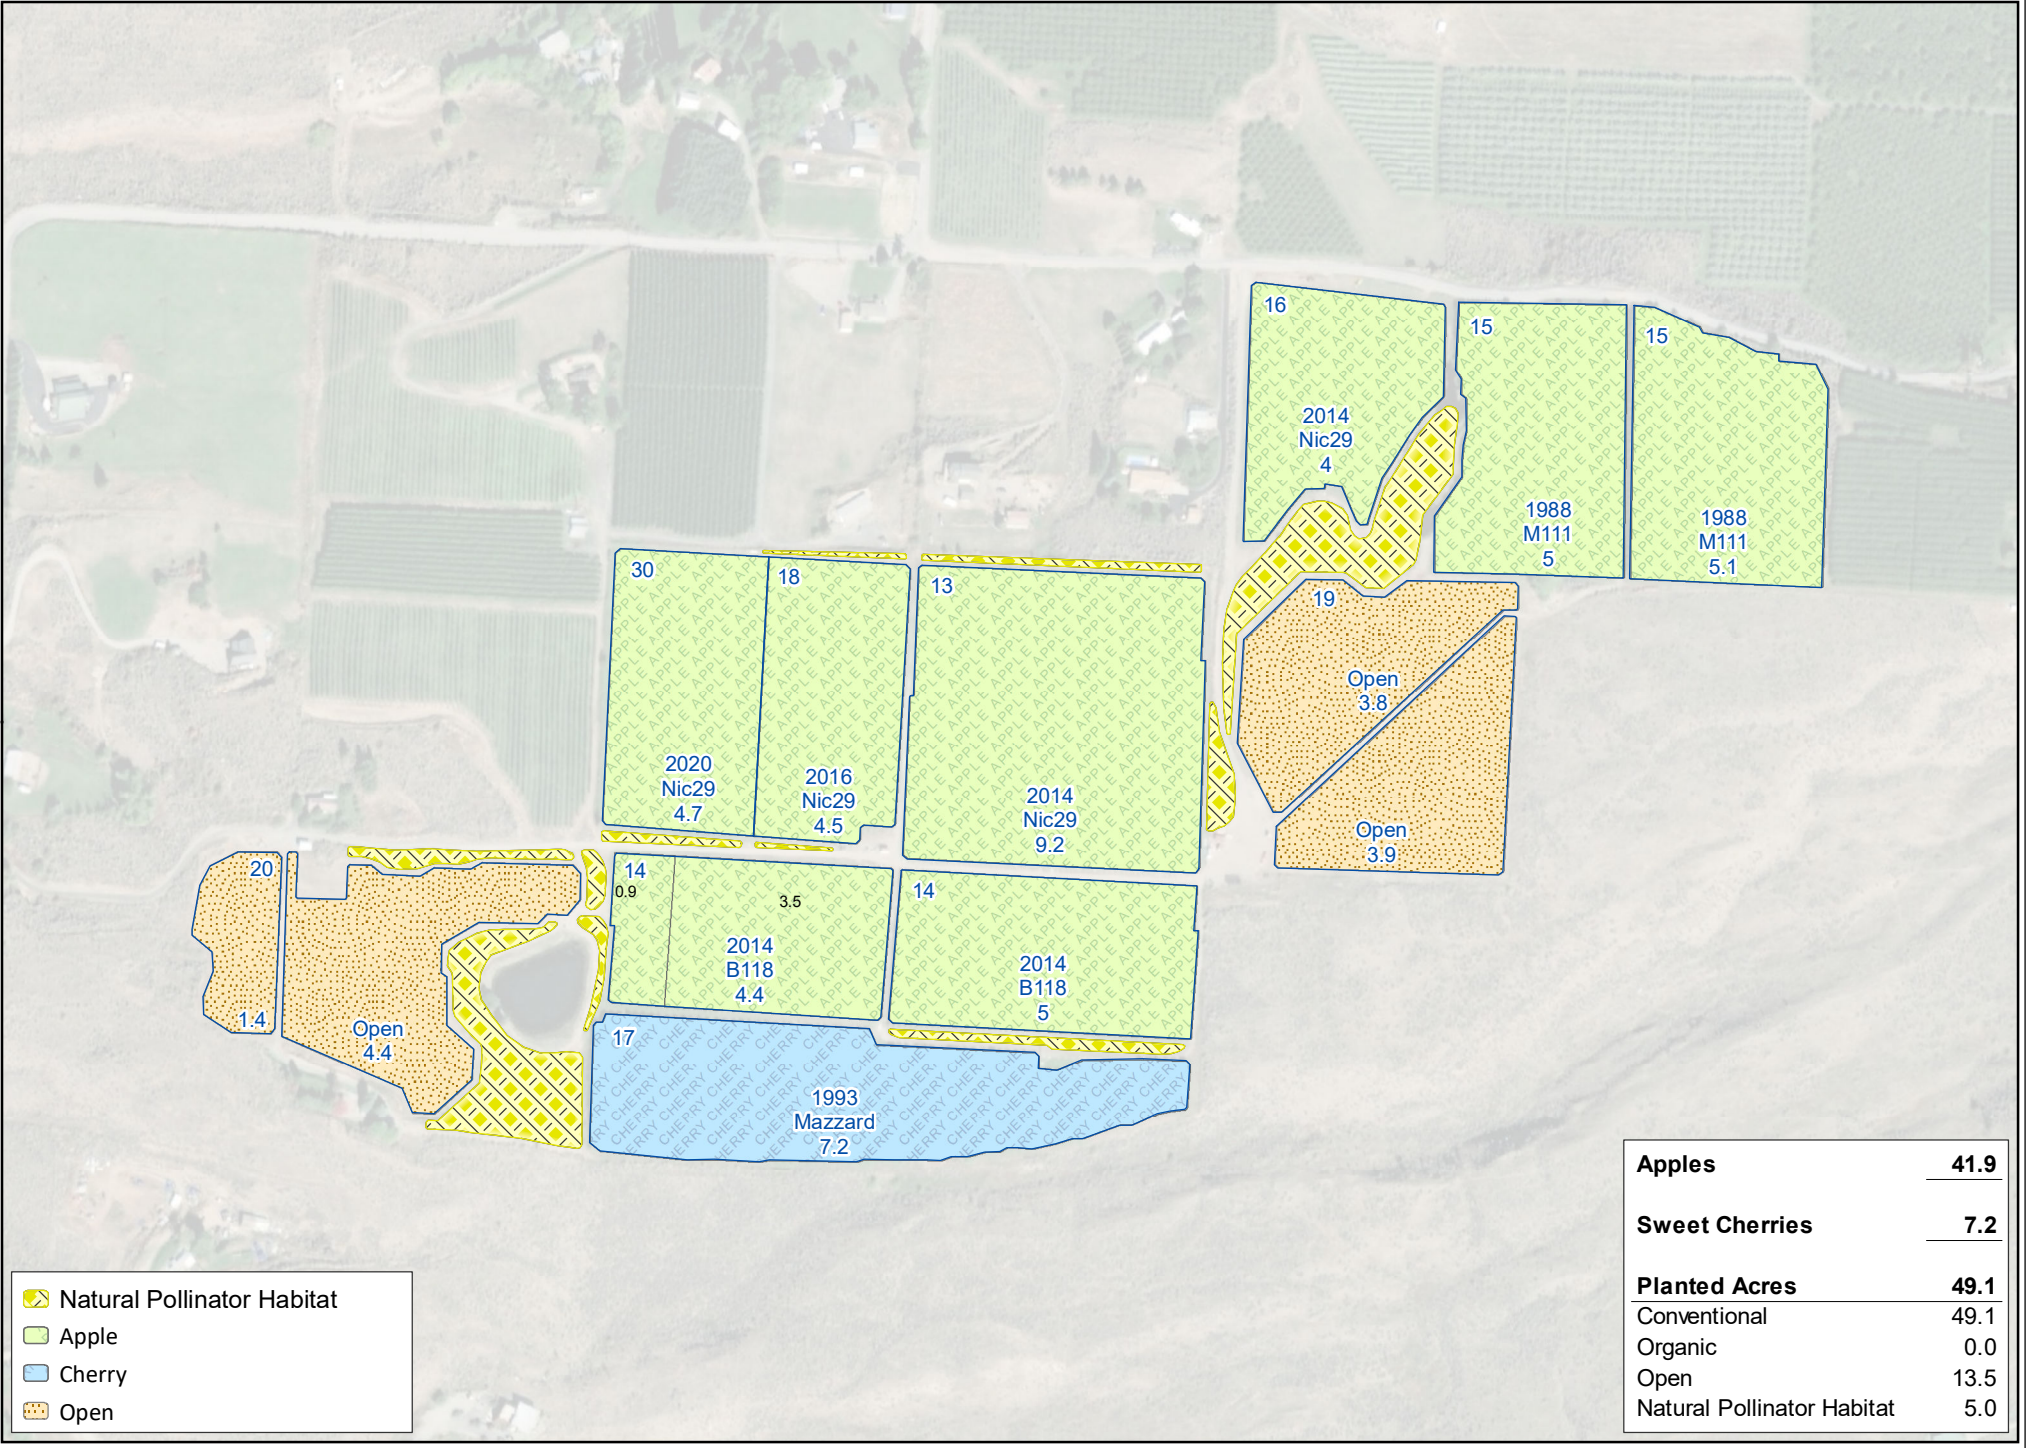 16
2014
Nic29
4
15
1988
M111
5
15
1988
M111
5.1
30
2020
Nic29
4.7
18
2016
Nic29
4.5
13
2014
Nic29
9.2
19
Open
3.8
Open
3.9
20
1.4
Open
4.4
14
0.9
3.5
2014
B118
4.4
14
2014
B118
5
17
1993
Mazzard
7.2
Natural Pollinator Habitat
Apple
Cherry
Open
Apples 41.9
Sweet Cherries 7.2
Planted Acres 49.1
Conventional 49.1
Organic 0.0
Open 13.5
Natural Pollinator Habitat 5.0